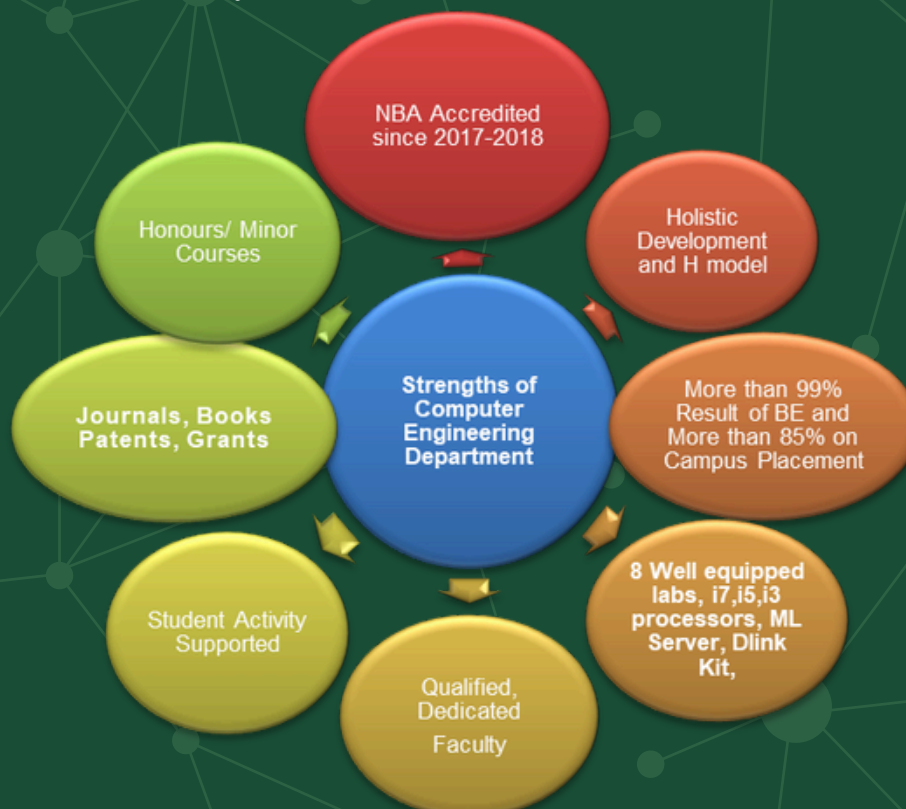 NBA Accredited
since 2017-2018
Holistic
Development
and H model
More than 99%
Result of BE and
More than 85% on
Campus Placement
8 Well equipped
labs, i7,i5,i3
processors, ML
Server, Dlink
Kit,
Qualified,
Dedicated
Faculty
Student Activity
Supported
Journals, Books
Patents, Grants
Honours/ Minor
Courses
Strengths of
Computer
Engineering
Department